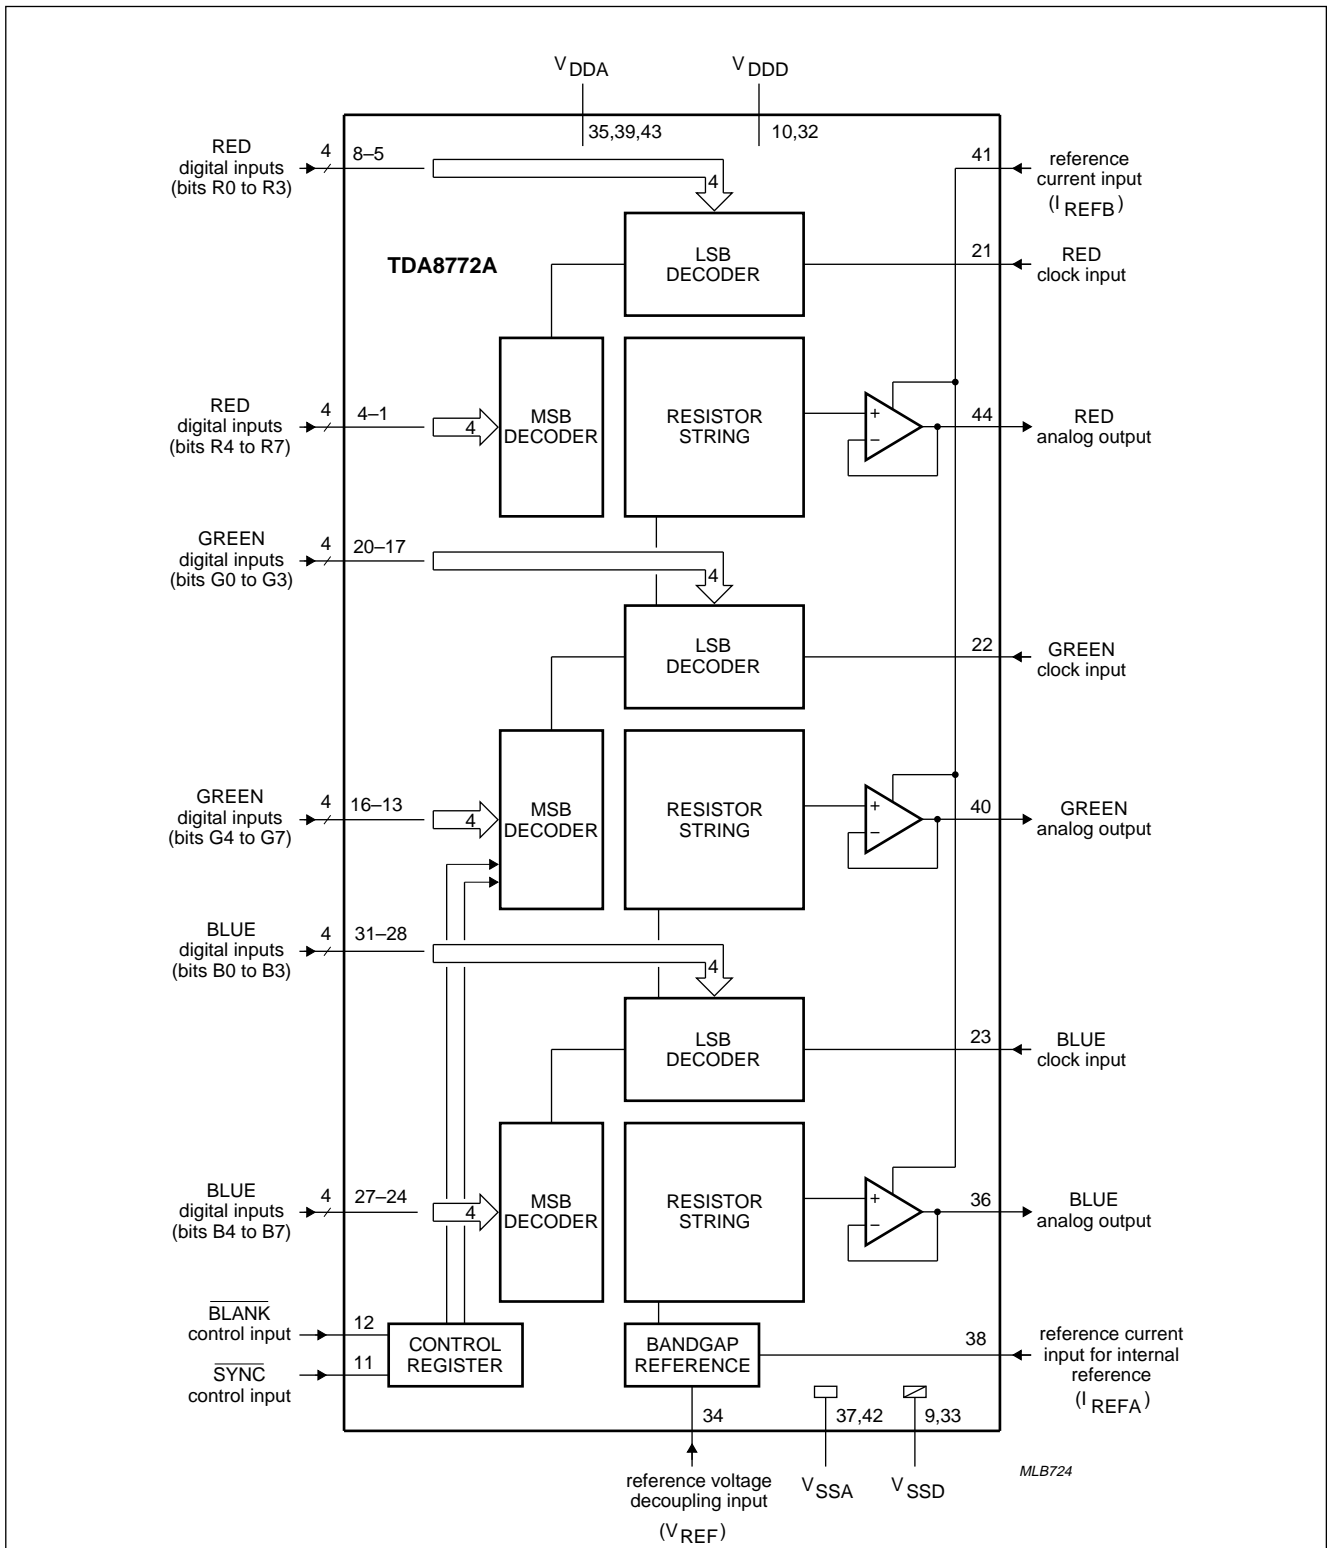 V DDA
V DDD
35,39,43
10,32
RED
digital inputs
(bits R0 to R3)
4
8–5
4
41
reference
current input
(I REFB)
TDA8772A
LSB
DECODER
21
RED
clock input
RED
digital inputs
(bits R4 to R7)
4
4–1
4
MSB
DECODER
RESISTOR
STRING
+
−
44
RED
analog output
GREEN
digital inputs
(bits G0 to G3)
4
20–17
4
LSB
DECODER
22
GREEN
clock input
GREEN
digital inputs
(bits G4 to G7)
4
16–13
4
MSB
DECODER
RESISTOR
STRING
+
−
40
GREEN
analog output
BLUE
digital inputs
(bits B0 to B3)
4
31–28
4
LSB
DECODER
23
BLUE
clock input
BLUE
digital inputs
(bits B4 to B7)
4
27–24
4
MSB
DECODER
RESISTOR
STRING
+
−
36
BLUE
analog output
BLANK
control input
12
SYNC
control input
11
CONTROL
REGISTER
BANDGAP
REFERENCE
38
reference current
input for internal
reference
(I REFA)
34
37,42
9,33
reference voltage
decoupling input
(V REF)
V SSA
V SSD
MLB724